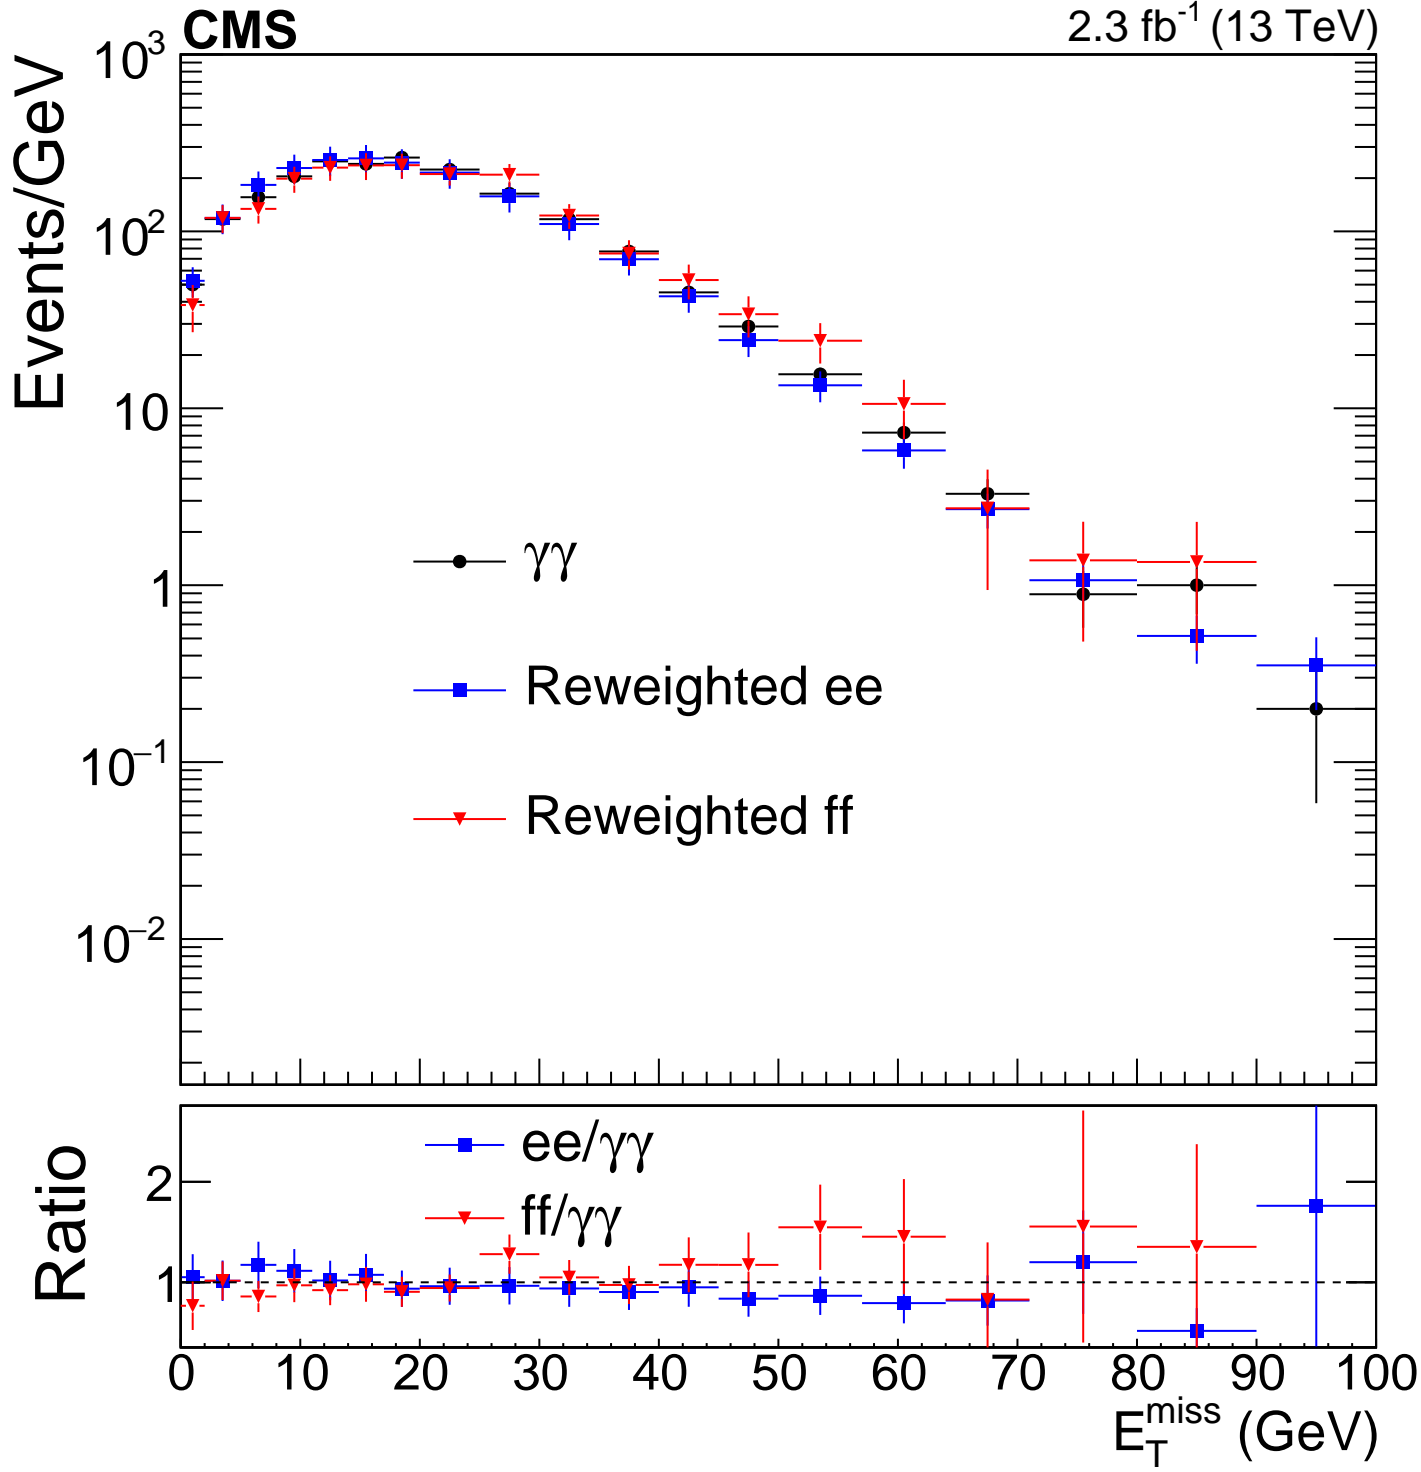 CMS
2.3 fb⁻¹ (13 TeV)
Events/GeV
10³
10²
10
1
10⁻¹
10⁻²
γγ
Reweighted ee
Reweighted ff
Ratio
2
1
ee/γγ
ff/γγ
0 10 20 30 40 50 60 70 80 90 100
E_T^miss (GeV)